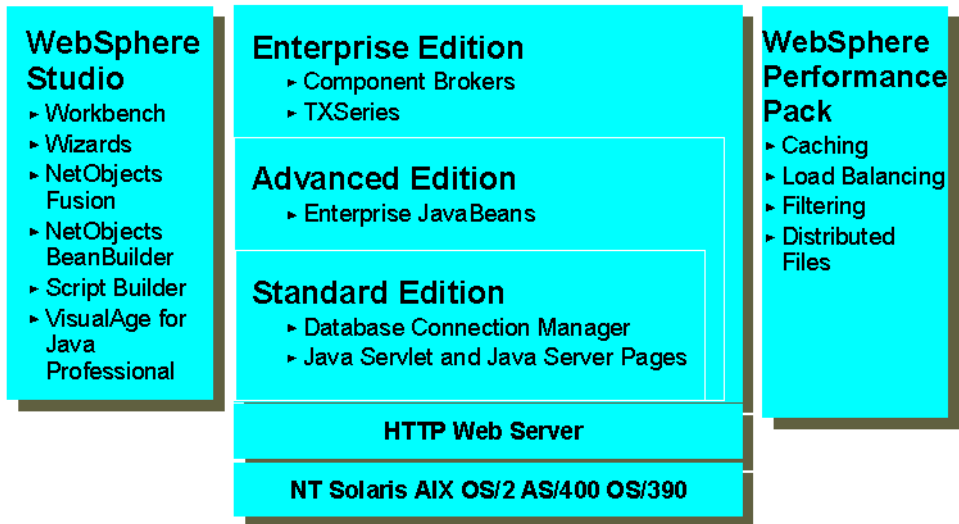 WebSphere
Studio
► Workbench
► Wizards
► NetObjects
Fusion
► NetObjects
BeanBuilder
► Script Builder
► VisualAge for
Java
Professional
Enterprise Edition
► Component Brokers
► TXSeries
Advanced Edition
► Enterprise JavaBeans
Standard Edition
► Database Connection Manager
► Java Servlet and Java Server Pages
HTTP Web Server
NT Solaris AIX OS/2 AS/400 OS/390
WebSphere
Performance
Pack
► Caching
► Load Balancing
► Filtering
► Distributed
Files